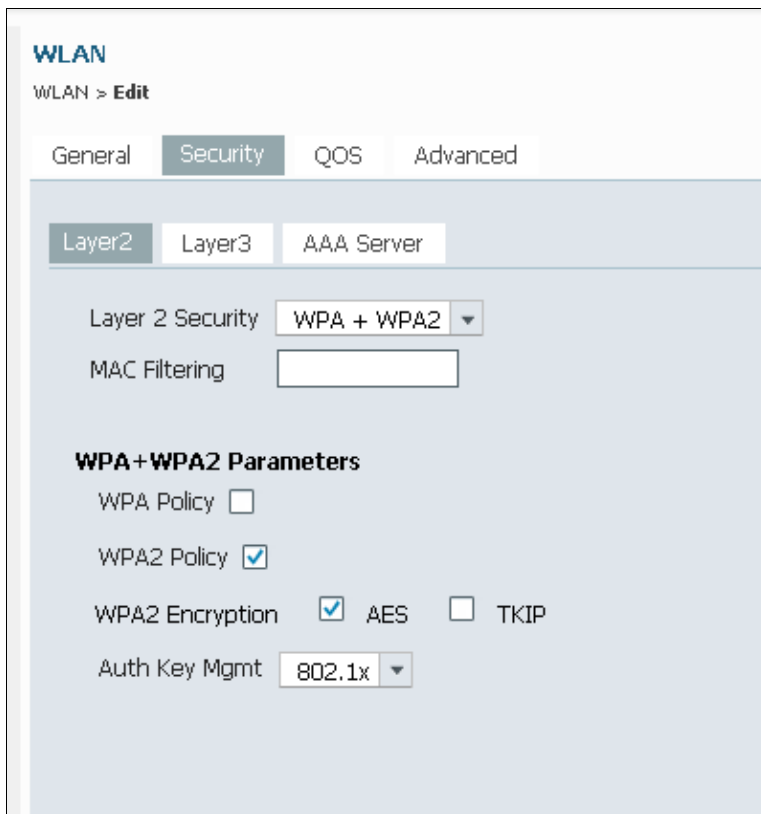 WLAN
WLAN > Edit
General Security QOS Advanced
Layer2 Layer3 AAA Server
Layer 2 Security WPA + WPA2
MAC Filtering
WPA+WPA2 Parameters
WPA Policy
WPA2 Policy
WPA2 Encryption AES TKIP
Auth Key Mgmt 802.1x